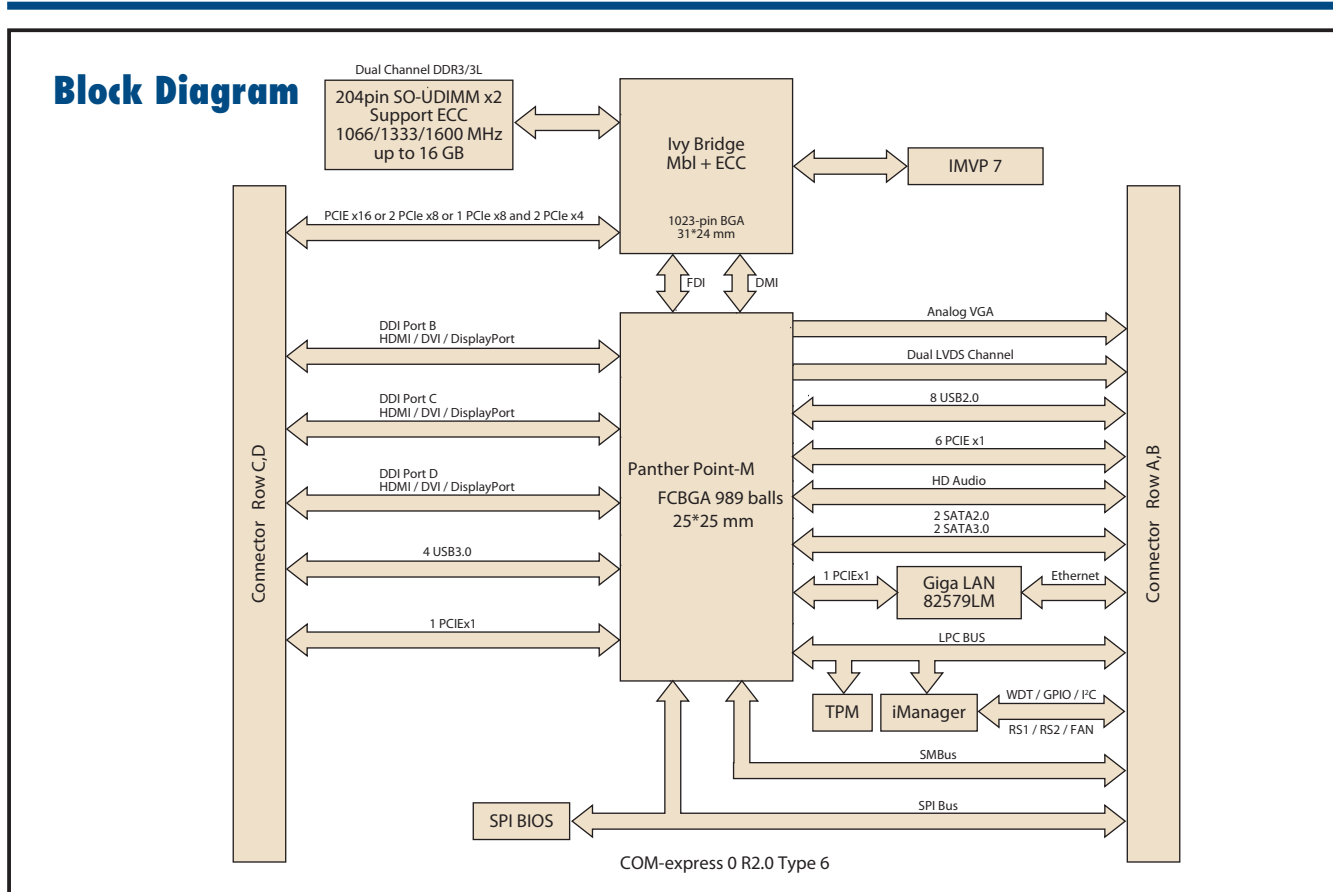 Block Diagram
Dual Channel DDR3/3L
204pin SO-UDIMM x2
Support ECC
1066/1333/1600 MHz
up to 16 GB
Ivy Bridge
Mbl + ECC
1023-pin BGA
31*24 mm
IMVP 7
PCIE x16 or 2 PCIe x8 or 1 PCIe x8 and 2 PCIe x4
FDI
DMI
Connector Row C,D
DDI Port B
HDMI / DVI / DisplayPort
DDI Port C
HDMI / DVI / DisplayPort
DDI Port D
HDMI / DVI / DisplayPort
4 USB3.0
1 PCIEx1
Panther Point-M
FCBGA 989 balls
25*25 mm
Analog VGA
Dual LVDS Channel
8 USB2.0
6 PCIE x1
HD Audio
2 SATA2.0
2 SATA3.0
1 PCIEx1
Giga LAN
82579LM
Ethernet
LPC BUS
TPM
iManager
WDT / GPIO / I²C
RS1 / RS2 / FAN
SMBus
SPI Bus
SPI BIOS
Connector Row A,B
COM-express 0 R2.0 Type 6